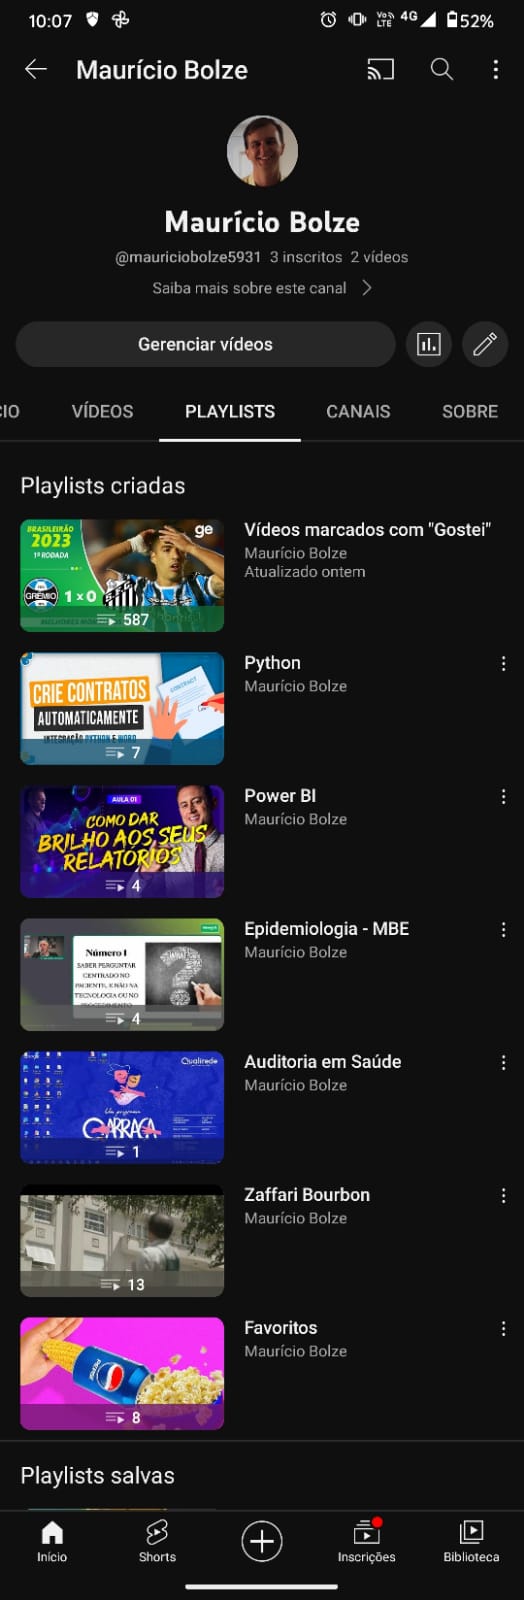 10:07
Vo))
LTE
4G
52%
Maurício Bolze
Maurício Bolze
@mauriciobolze5931 3 inscritos 2 vídeos
Saiba mais sobre este canal
Gerenciar vídeos
CIO
VÍDEOS
PLAYLISTS
CANAIS
SOBRE
Playlists criadas
BRASILEIRÃO
2023
1ª RODADA
ge
GRÊMIO
1 x 0
587
Vídeos marcados com "Gostei"
Maurício Bolze
Atualizado ontem
CRIE CONTRATOS
AUTOMATICAMENTE
INTEGRAÇÃO PYTHON E WORD
CONTRACT
7
Python
Maurício Bolze
AULA 01
COMO DAR
BRILHO AOS SEUS
RELATÓRIOS
4
Power BI
Maurício Bolze
Número 1
SABER PERGUNTAR
CENTRADO NO
PACIENTE, E NÃO NA
TECNOLOGIA OU NO
PROCEDIMENTO
4
Epidemiologia - MBE
Maurício Bolze
Qualirede
GARRAGA
1
Auditoria em Saúde
Maurício Bolze
13
Zaffari Bourbon
Maurício Bolze
PEPSI
8
Favoritos
Maurício Bolze
Playlists salvas
Início
Shorts
Inscrições
Biblioteca